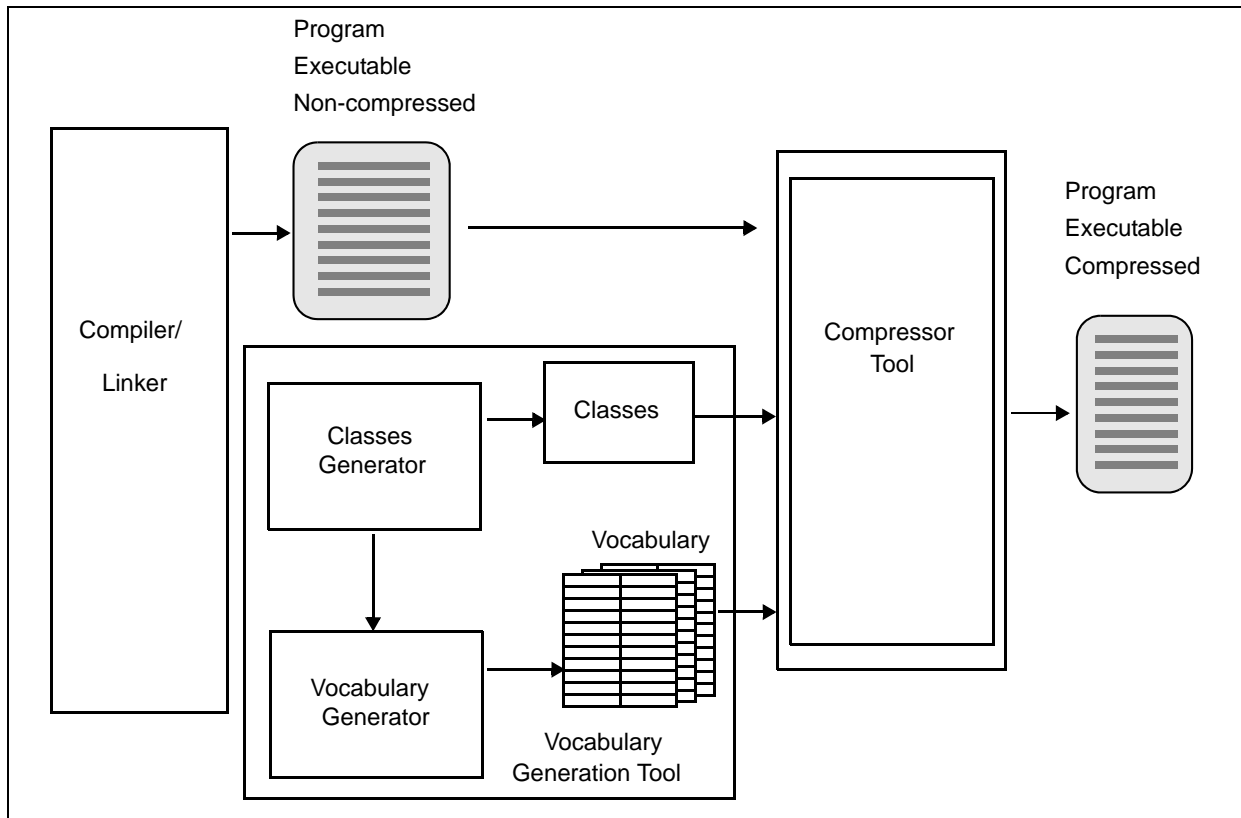 Program
Executable
Non-compressed
Program
Executable
Compressed
Compiler/
Linker
Compressor
Tool
Classes
Classes
Generator
Vocabulary
Vocabulary
Generator
Vocabulary
Generation Tool